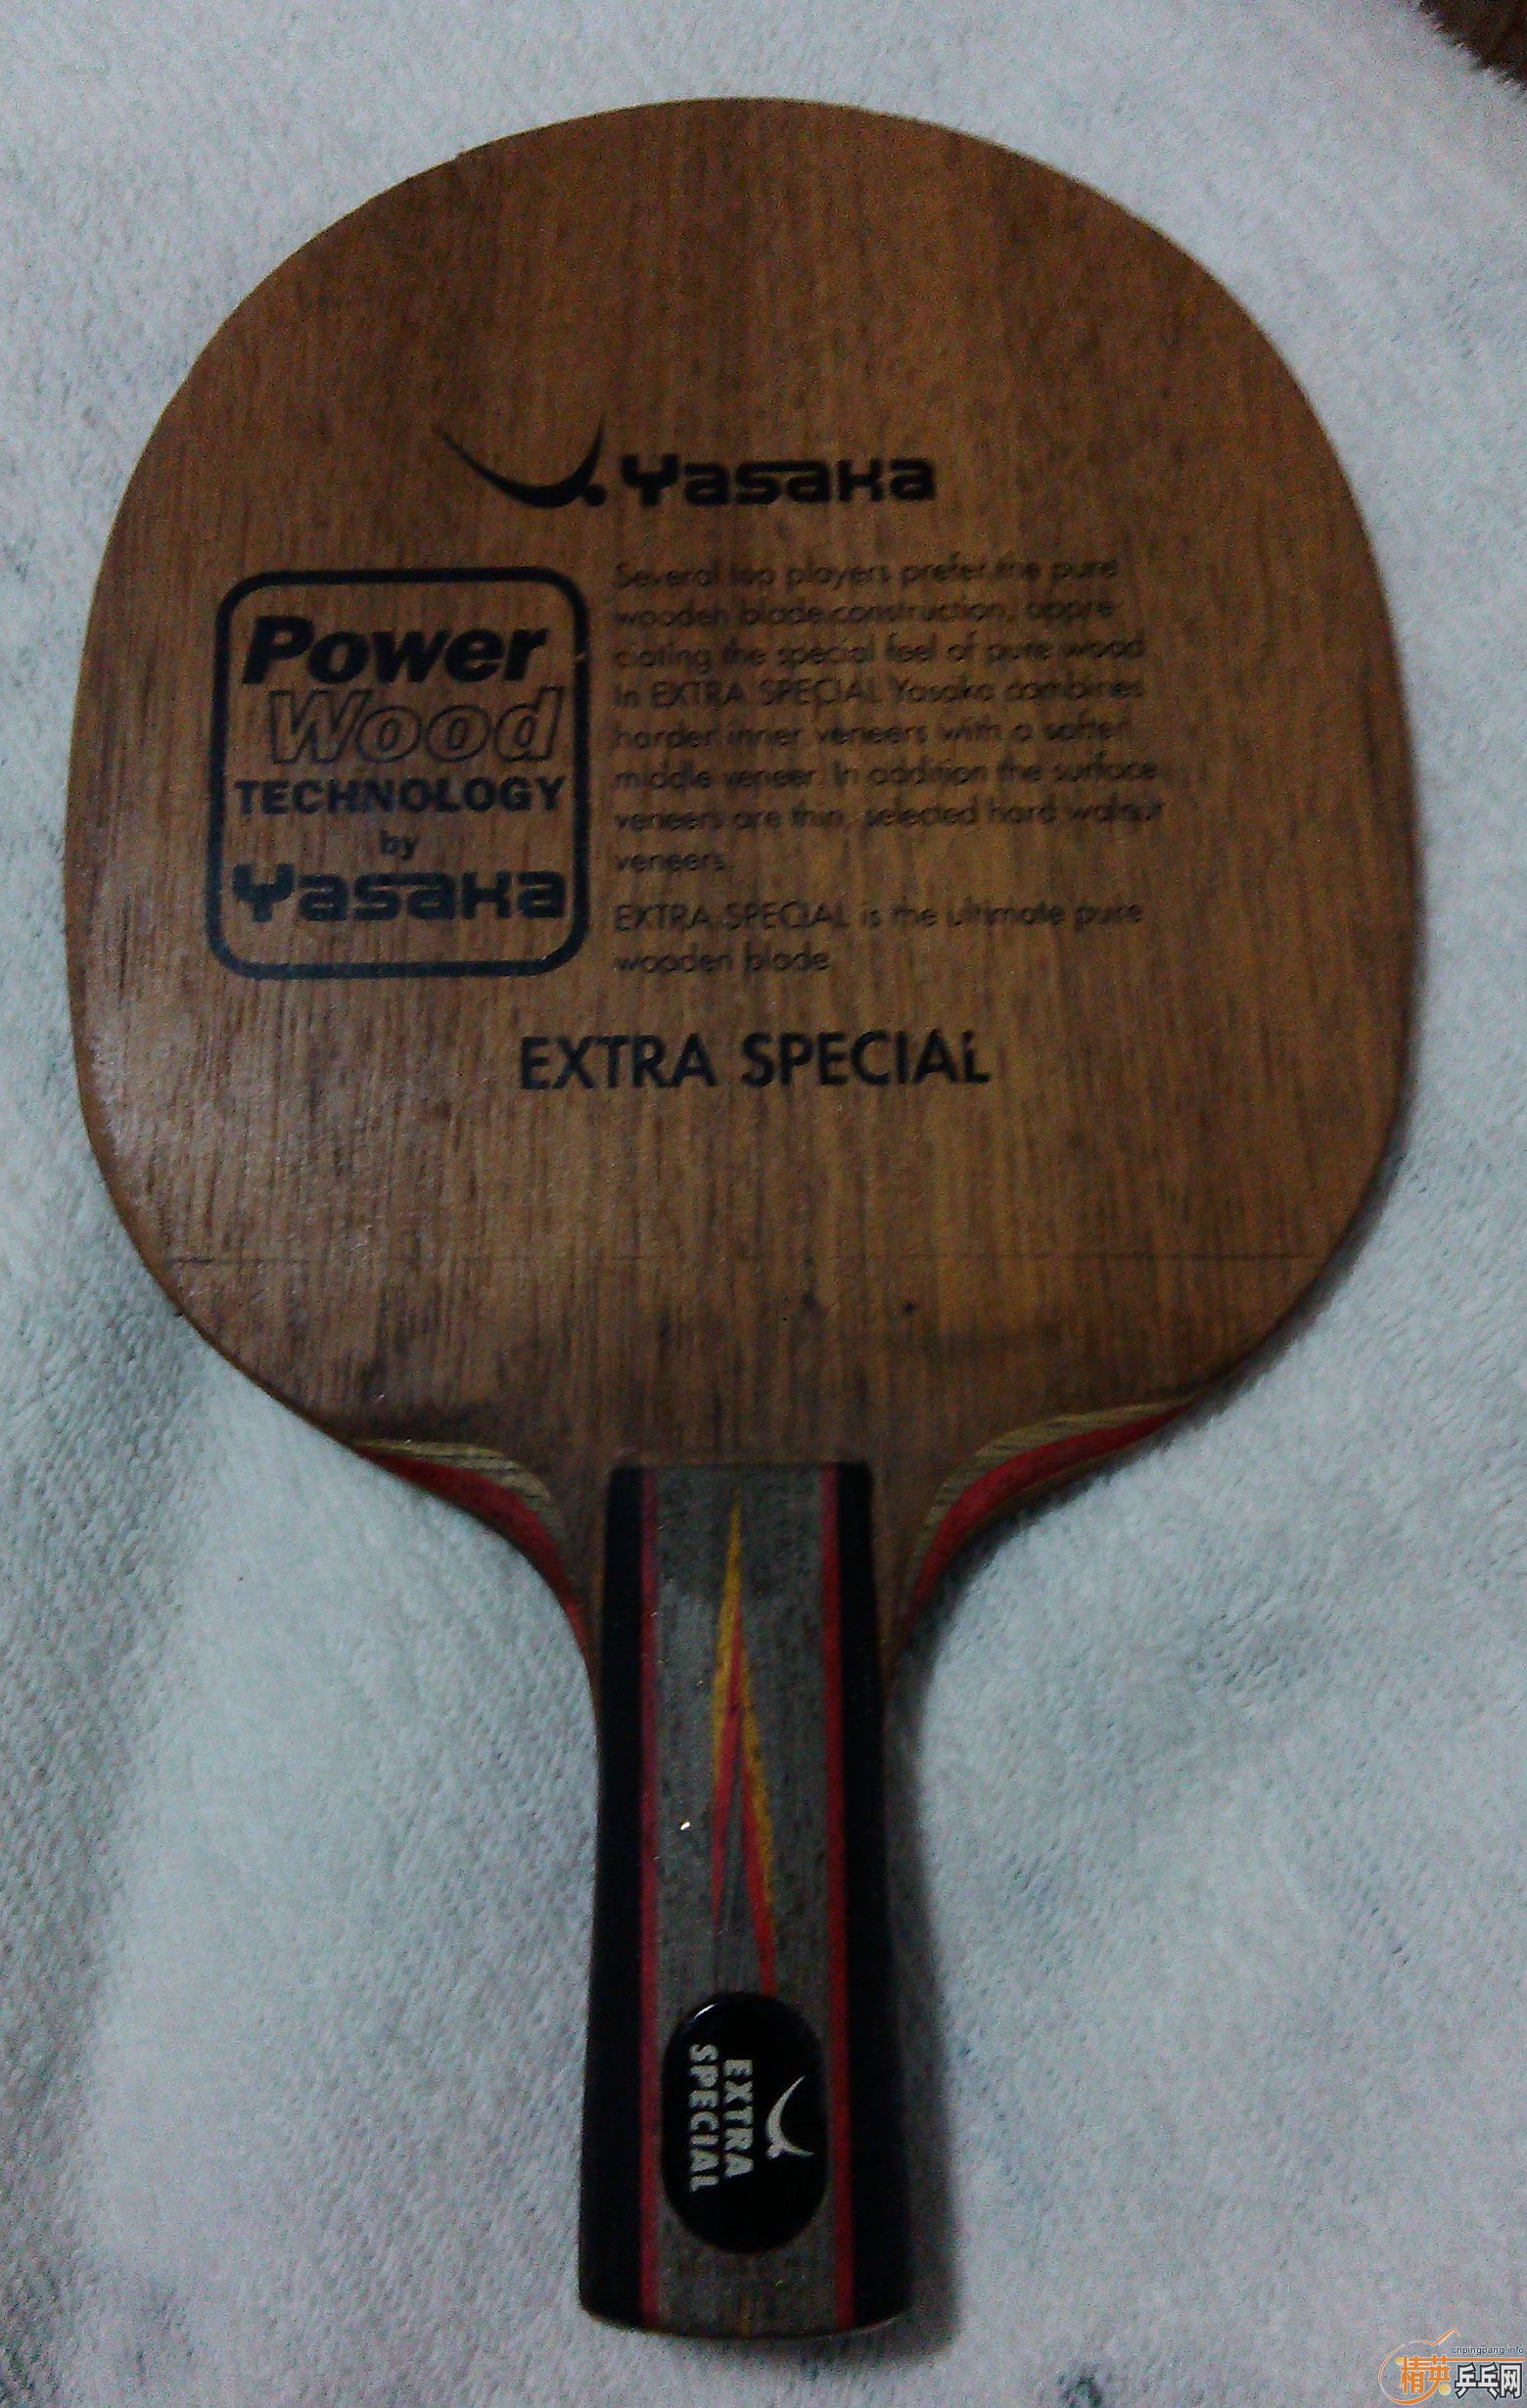 Yasaka
Power
Wood
TECHNOLOGY
by
Yasaka
Several top players prefer the pure
wooden blade construction, appre-
ciating the special feel of pure wood.
In EXTRA SPECIAL Yasaka combines
harder inner veneers with a softer
middle veneer. In addition the surface
veneers are thin, selected hard walnut
veneers.
EXTRA SPECIAL is the ultimate pure
wooden blade.
EXTRA SPECIAL
EXTRA
SPECIAL
cnpingpang.info
精英乒乓网